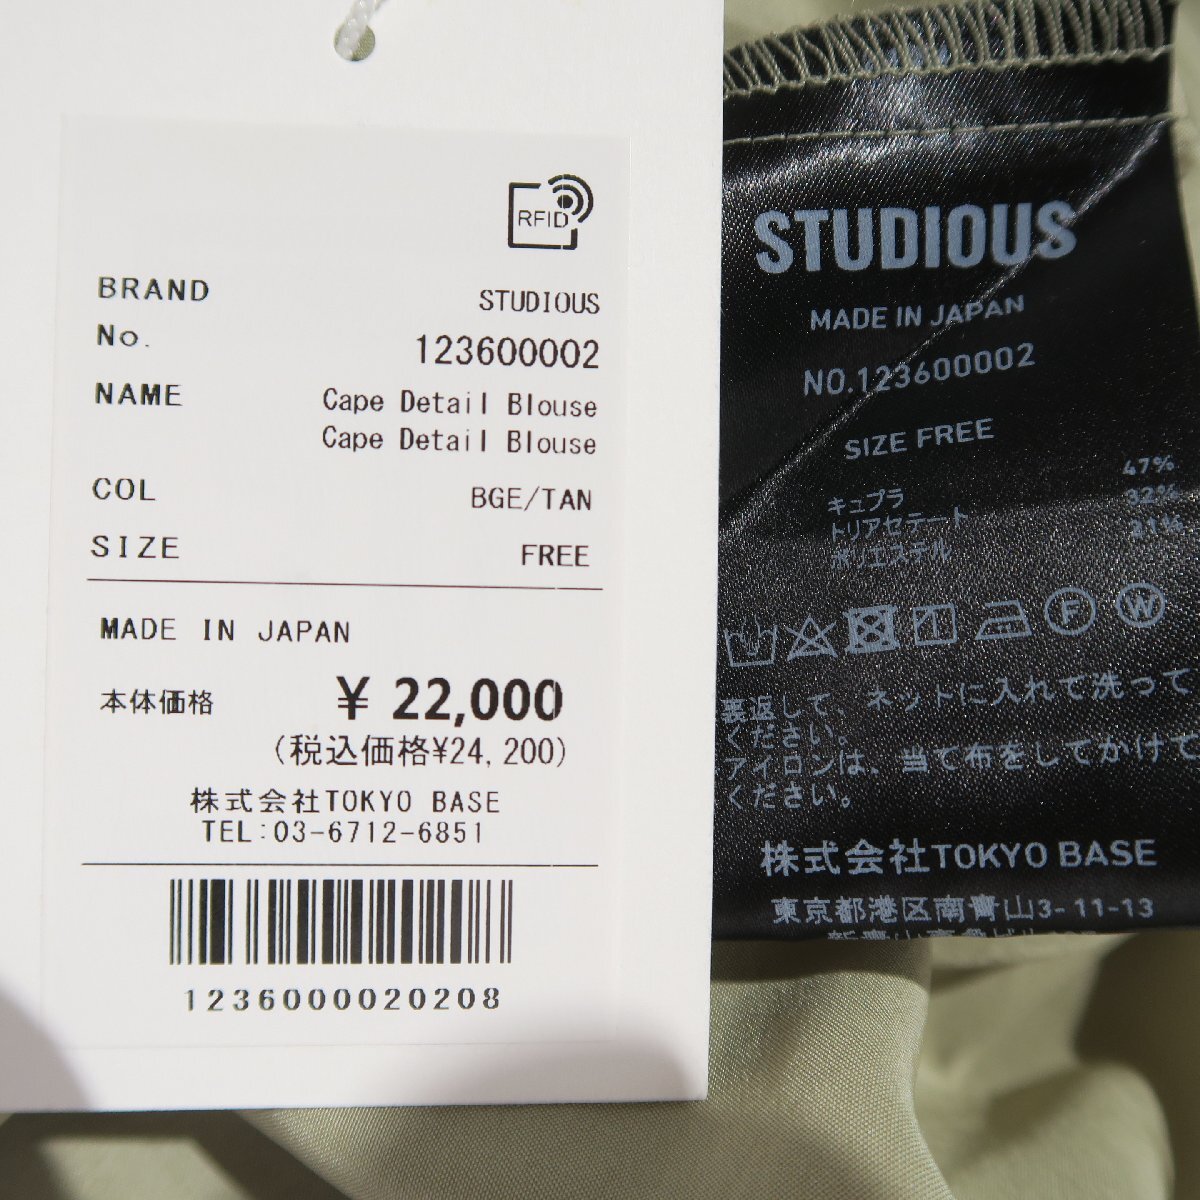 RFID
BRAND STUDIOUS
No. 123600002
NAME Cape Detail Blouse
Cape Detail Blouse
COL BGE/TAN
SIZE FREE
MADE IN JAPAN
本体価格 ¥ 22,000
(税込価格¥24,200)
株式会社TOKYO BASE
TEL:03-6712-6851
1236000020208
STUDIOUS
MADE IN JAPAN
NO.123600002
SIZE FREE
キュプラ 47%
トリアセテート 32%
ポリエステル 21%
F W
裏返して、ネットに入れて洗って
ください。
アイロンは、当て布をしてかけて
ください。
株式会社TOKYO BASE
東京都港区南青山3-11-13